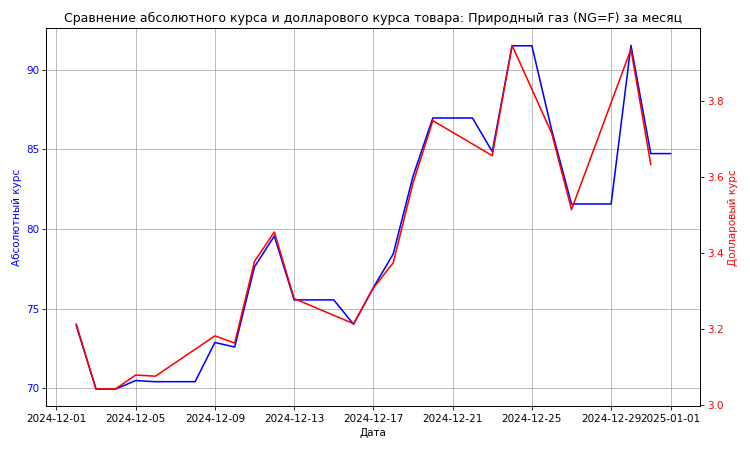 Сравнение абсолютного курса и долларового курса товара: Природный газ (NG=F) за месяц
90
85
80
75
70
Абсолютный курс
3.8
3.6
3.4
3.2
3.0
Долларовый курс
2024-12-01 2024-12-05 2024-12-09 2024-12-13 2024-12-17 2024-12-21 2024-12-25 2024-12-29 2025-01-01
Дата